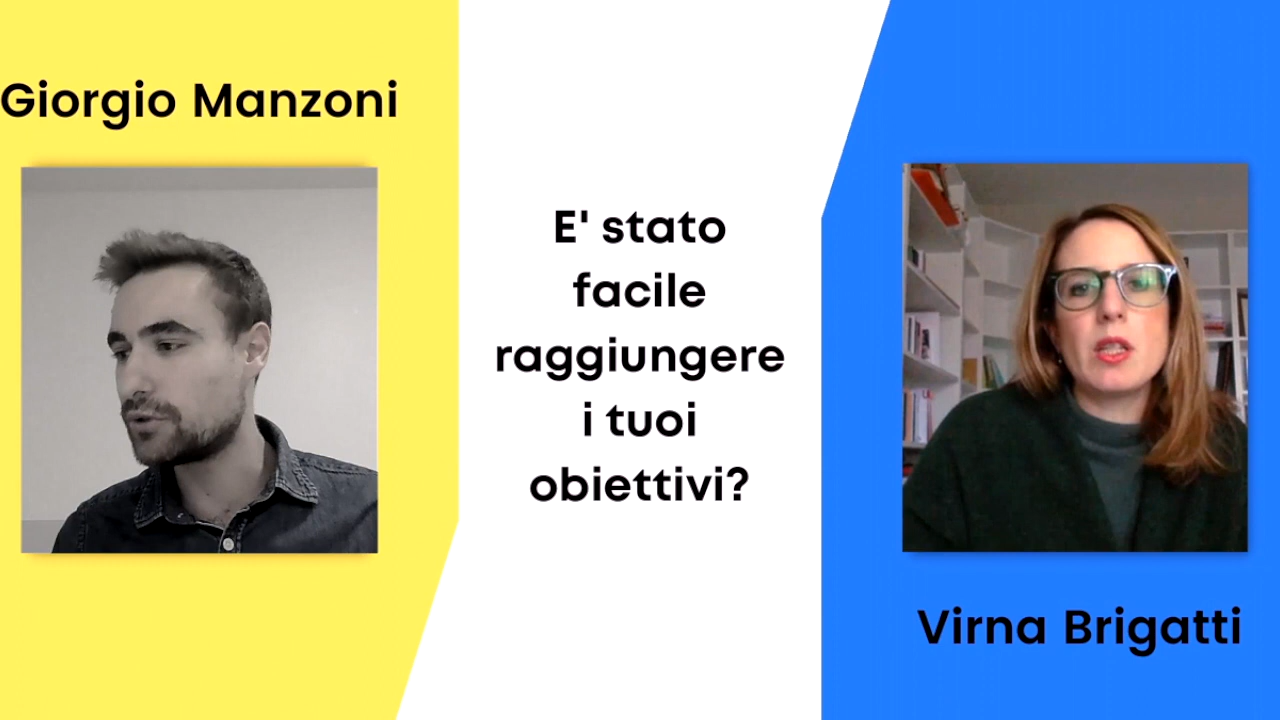 Giorgio Manzoni
E' stato
facile
raggiungere
i tuoi
obiettivi?
Virna Brigatti